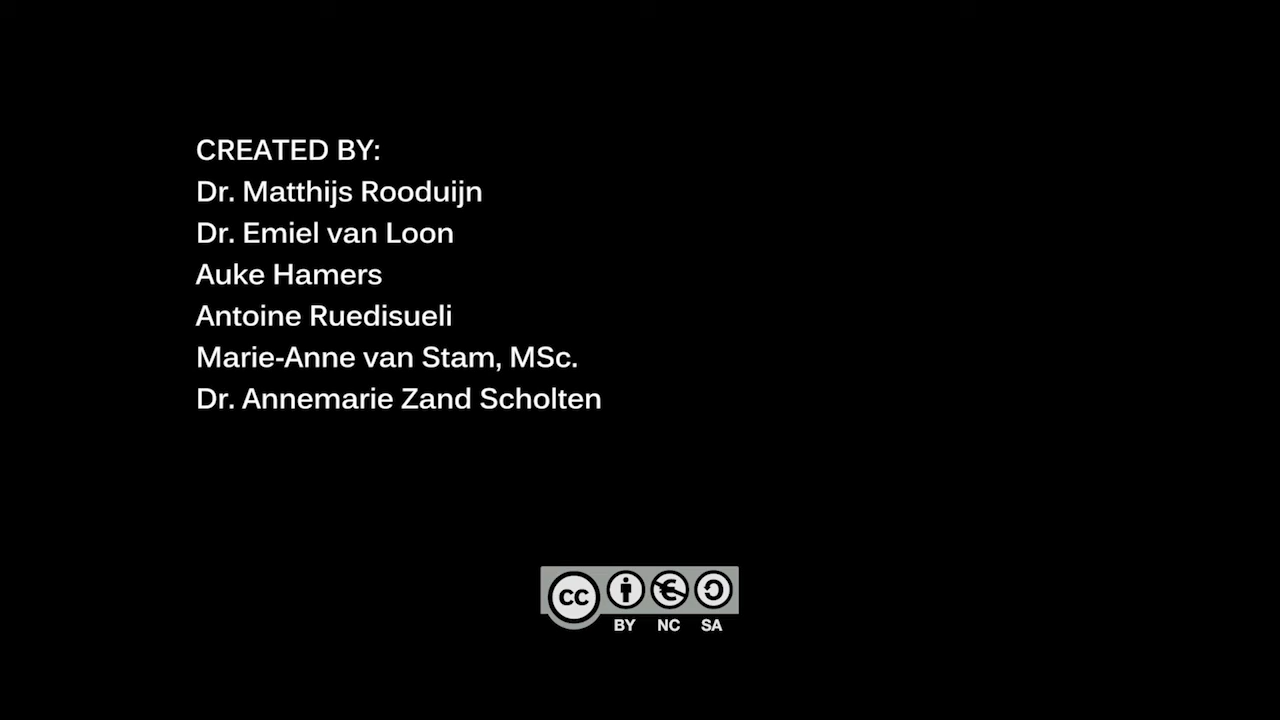 CREATED BY:
Dr. Matthijs Rooduijn
Dr. Emiel van Loon
Auke Hamers
Antoine Ruedisueli
Marie-Anne van Stam, MSc.
Dr. Annemarie Zand Scholten
cc
BY NC SA